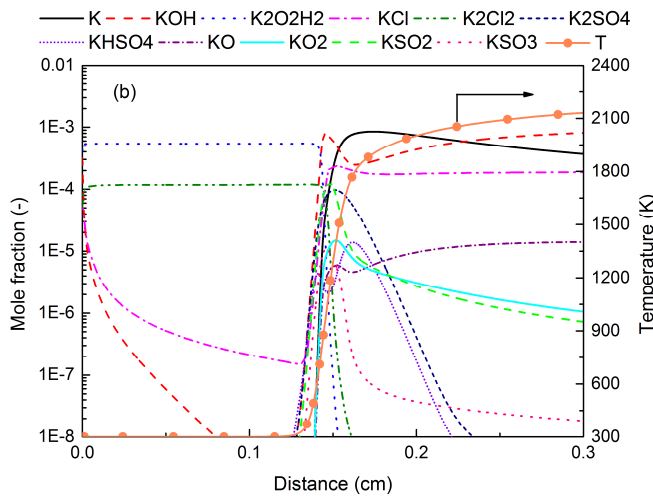 K KOH K2O2H2 KCl K2Cl2 K2SO4
KHSO4 KO KO2 KSO2 KSO3 T
(b)
0.01
1E-3
1E-4
1E-5
1E-6
1E-7
1E-8
Mole fraction (-)
2400
2100
1800
1500
1200
900
600
300
Temperature (K)
0.0 0.1 0.2 0.3
Distance (cm)